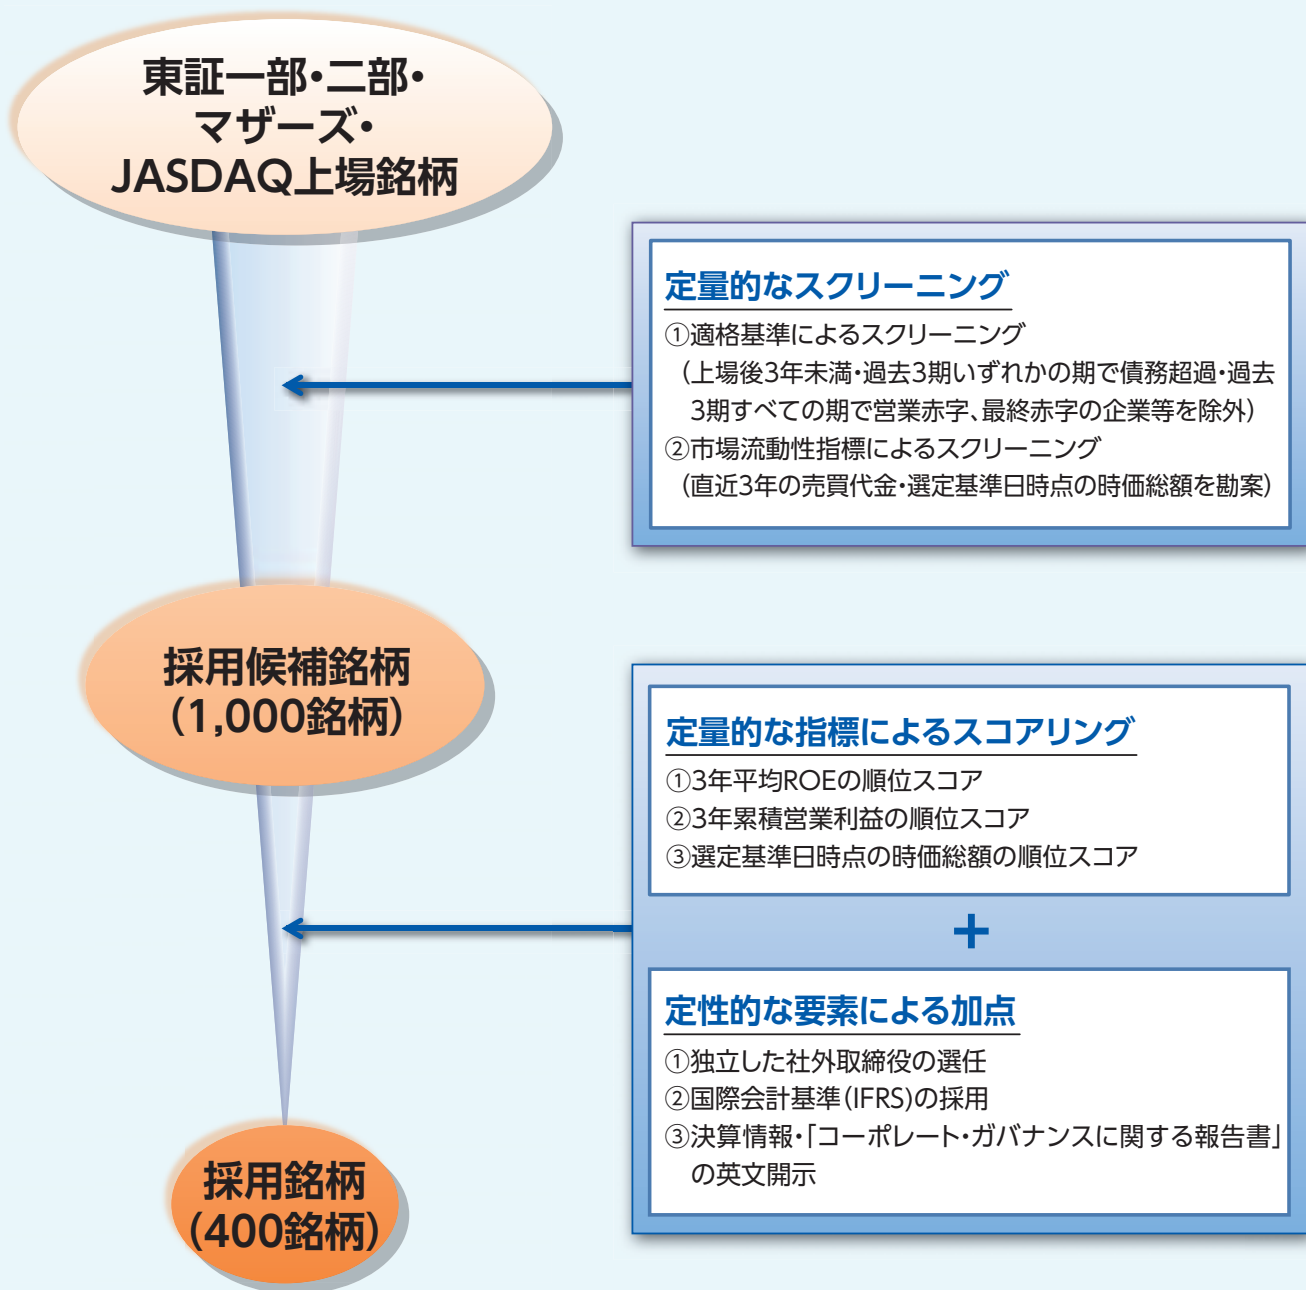 東証一部・二部・
マザーズ・
JASDAQ上場銘柄
定量的なスクリーニング
①適格基準によるスクリーニング
（上場後3年未満・過去3期いずれかの期で債務超過・過去
3期すべての期で営業赤字、最終赤字の企業等を除外）
②市場流動性指標によるスクリーニング
（直近3年の売買代金・選定基準日時点の時価総額を勘案）
採用候補銘柄
（1,000銘柄）
定量的な指標によるスコアリング
①3年平均ROEの順位スコア
②3年累積営業利益の順位スコア
③選定基準日時点の時価総額の順位スコア
+
定性的な要素による加点
①独立した社外取締役の選任
②国際会計基準（IFRS)の採用
③決算情報・「コーポレート・ガバナンスに関する報告書」
の英文開示
採用銘柄
（400銘柄）